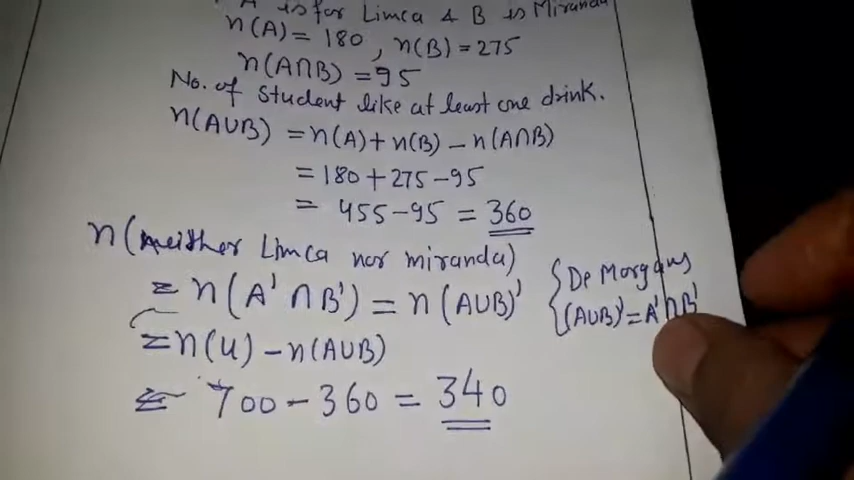 A is for Limca & B is Miranda
n(A) = 180, n(B) = 275
n(A∩B) = 95
No. of student like at least one drink.
n(A∪B) = n(A) + n(B) - n(A∩B)
= 180 + 275 - 95
= 455 - 95 = 360
n(neither Limca nor miranda)
= n(A' ∩ B') = n(A∪B)' { De Morgans
(A∪B)' = A' ∩ B'
= n(U) - n(A∪B)
= 700 - 360 = 340